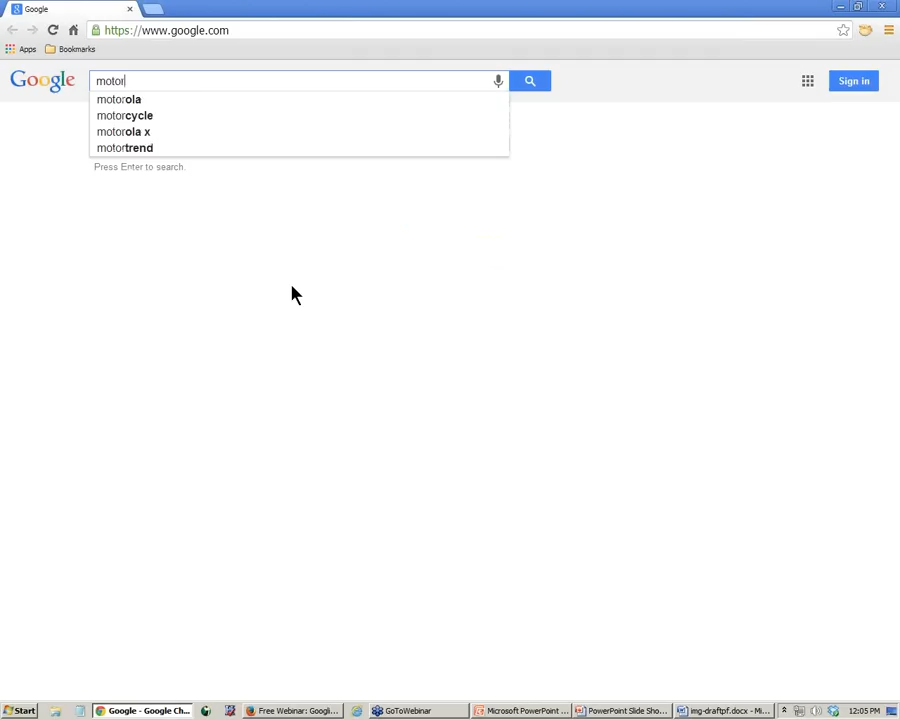 Google
https://www.google.com
Apps Bookmarks
Google motor Sign in
motorola
motorcycle
motorola x
motortrend
Press Enter to search.
Start Google - Google Ch... Free Webinar: Googl... GoToWebinar Microsoft PowerPoint ... PowerPoint Slide Sho... img-draftpf.docx - Mi... 12:05 PM